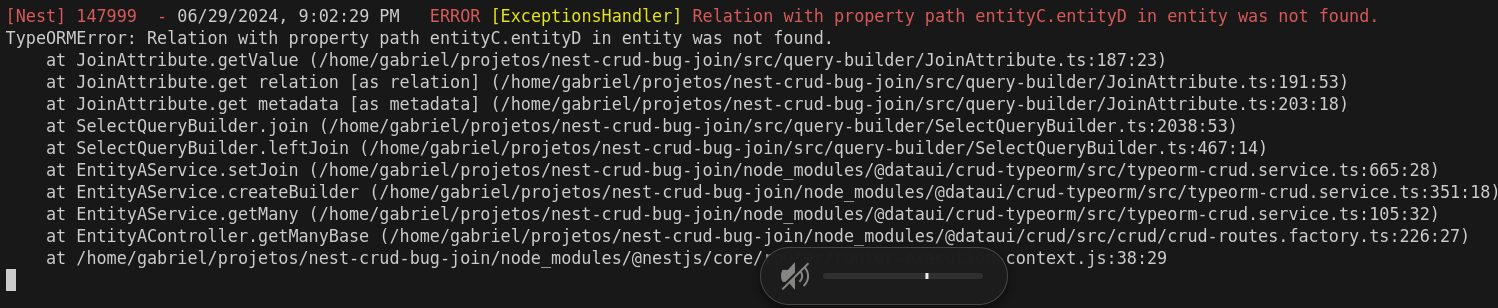 [Nest] 147999  - 06/29/2024, 9:02:29 PM   ERROR [ExceptionsHandler] Relation with property path entityC.entityD in entity was not found.
TypeORMError: Relation with property path entityC.entityD in entity was not found.
    at JoinAttribute.getValue (/home/gabriel/projetos/nest-crud-bug-join/src/query-builder/JoinAttribute.ts:187:23)
    at JoinAttribute.get relation [as relation] (/home/gabriel/projetos/nest-crud-bug-join/src/query-builder/JoinAttribute.ts:191:53)
    at JoinAttribute.get metadata [as metadata] (/home/gabriel/projetos/nest-crud-bug-join/src/query-builder/JoinAttribute.ts:203:18)
    at SelectQueryBuilder.join (/home/gabriel/projetos/nest-crud-bug-join/src/query-builder/SelectQueryBuilder.ts:2038:53)
    at SelectQueryBuilder.leftJoin (/home/gabriel/projetos/nest-crud-bug-join/src/query-builder/SelectQueryBuilder.ts:467:14)
    at EntityAService.setJoin (/home/gabriel/projetos/nest-crud-bug-join/node_modules/@dataui/crud-typeorm/src/typeorm-crud.service.ts:665:28)
    at EntityAService.createBuilder (/home/gabriel/projetos/nest-crud-bug-join/node_modules/@dataui/crud-typeorm/src/typeorm-crud.service.ts:351:18)
    at EntityAService.getMany (/home/gabriel/projetos/nest-crud-bug-join/node_modules/@dataui/crud-typeorm/src/typeorm-crud.service.ts:105:32)
    at EntityAController.getManyBase (/home/gabriel/projetos/nest-crud-bug-join/node_modules/@dataui/crud/src/crud/crud-routes.factory.ts:226:27)
    at /home/gabriel/projetos/nest-crud-bug-join/node_modules/@nestjs/core/ context.js:38:29